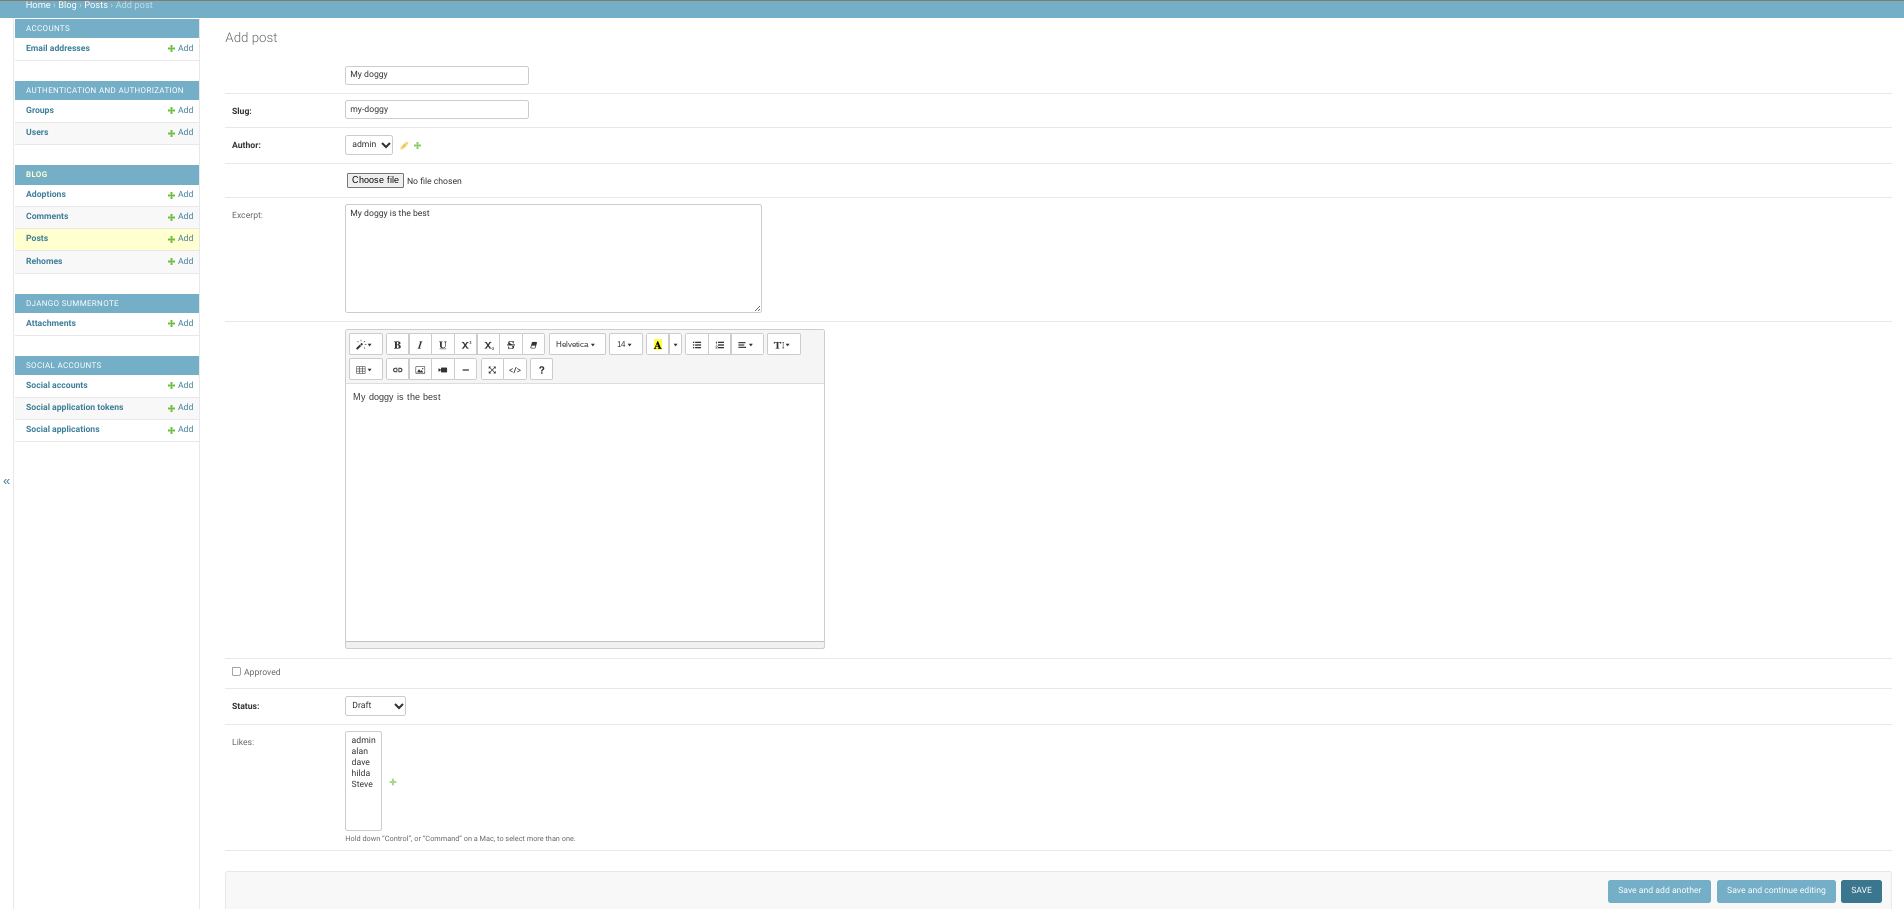 Home › Blog › Posts › Add post
ACCOUNTS
Email addresses Add
AUTHENTICATION AND AUTHORIZATION
Groups Add
Users Add
BLOG
Adoptions Add
Comments Add
Posts Add
Rehomes Add
DJANGO SUMMERNOTE
Attachments Add
SOCIAL ACCOUNTS
Social accounts Add
Social application tokens Add
Social applications Add
«
Add post
My doggy
Slug: my-doggy
Author: admin
Choose file No file chosen
Excerpt: My doggy is the best
B I U X² X₂ S Helvetica 14 A T
</> ?
My doggy is the best
Approved
Status: Draft
Likes:
admin
alan
dave
hilda
Steve
Hold down “Control”, or “Command” on a Mac, to select more than one.
Save and add another Save and continue editing SAVE